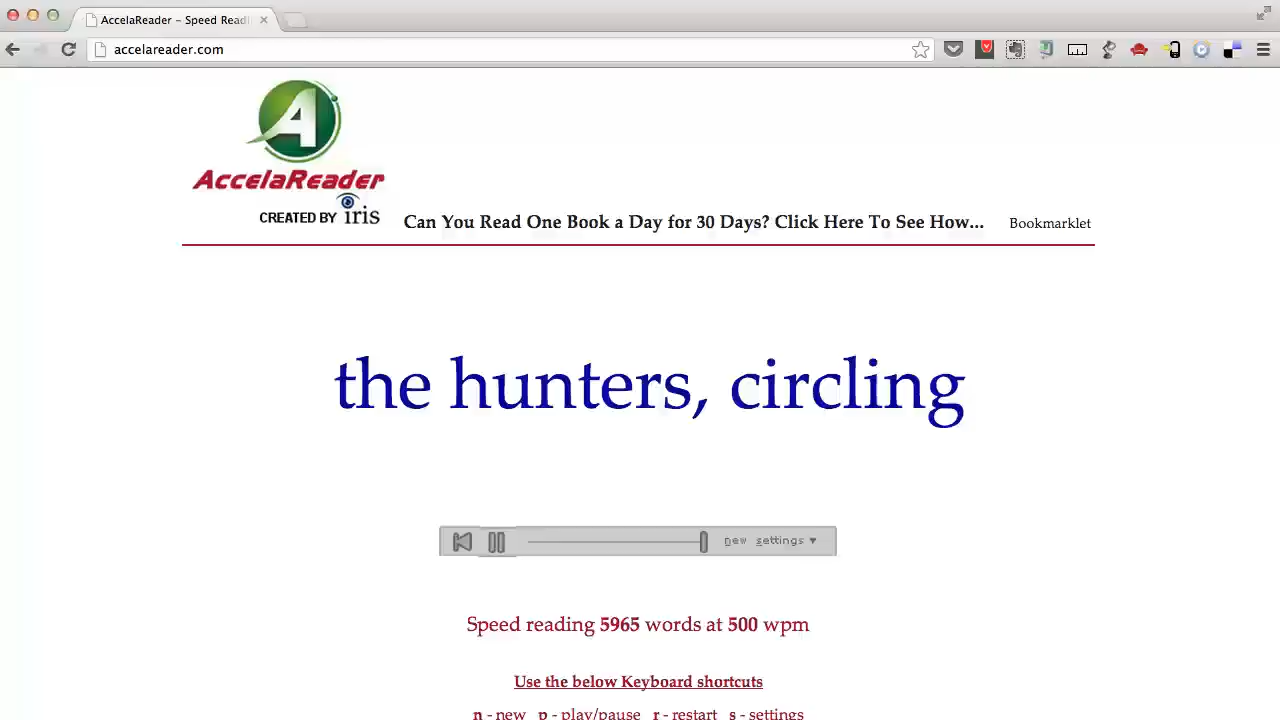 AccelaReader – Speed Readi
accelareader.com
A
AccelaReader
CREATED BY iris
Can You Read One Book a Day for 30 Days? Click Here To See How...
Bookmarklet
the hunters, circling
new settings ▼
Speed reading 5965 words at 500 wpm
Use the below Keyboard shortcuts
n - new p - play/pause r - restart s - settings